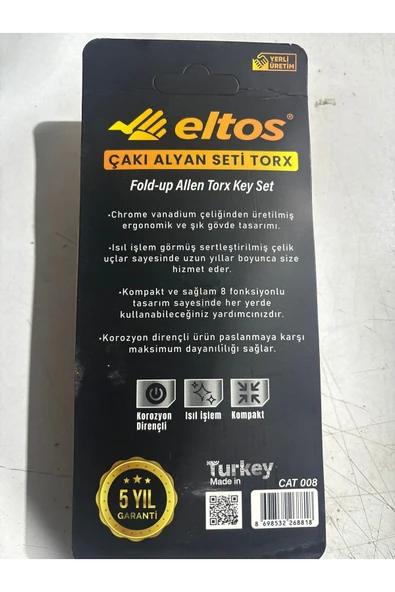 YERLİ
ÜRETİM
eltos®
ÇAKI ALYAN SETİ TORX
Fold-up Allen Torx Key Set
•Chrome vanadium çeliğinden üretilmiş
ergonomik ve şık gövde tasarımı.
•Isıl işlem görmüş sertleştirilmiş çelik
uçlar sayesinde uzun yıllar boyunca size
hizmet eder.
•Kompakt ve sağlam 8 fonksiyonlu
tasarım sayesinde her yerde
kullanabileceğiniz yardımcınızdır.
•Korozyon dirençli ürün paslanmaya karşı
maksimum dayanılılığı sağlar.
Korozyon
Dirençli
Isıl İşlem
Kompakt
5 YIL
GARANTİ
Turkey
Made in
CAT 008
8 698532 268818